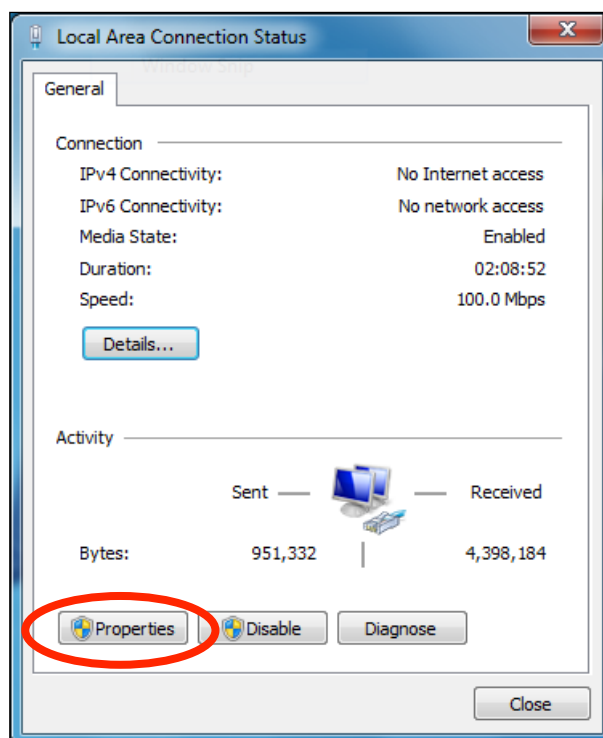 Local Area Connection Status
X
Window Snip
General
Connection
IPv4 Connectivity: No Internet access
IPv6 Connectivity: No network access
Media State: Enabled
Duration: 02:08:52
Speed: 100.0 Mbps
Details...
Activity
Sent Received
Bytes: 951,332 4,398,184
Properties Disable Diagnose
Close